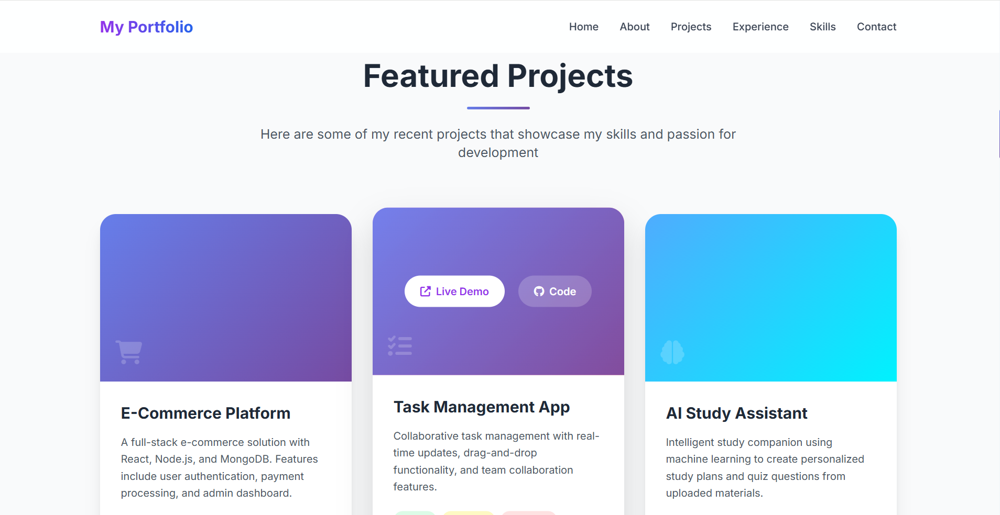 My Portfolio
Home About Projects Experience Skills Contact
Featured Projects
Here are some of my recent projects that showcase my skills and passion for
development
Live Demo
Code
E-Commerce Platform
A full-stack e-commerce solution with
React, Node.js, and MongoDB. Features
include user authentication, payment
processing, and admin dashboard.
Task Management App
Collaborative task management with real-
time updates, drag-and-drop
functionality, and team collaboration
features.
AI Study Assistant
Intelligent study companion using
machine learning to create personalized
study plans and quiz questions from
uploaded materials.